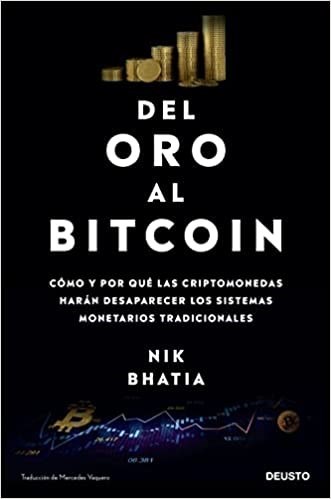 DEL
ORO
AL
BITCOIN
CÓMO Y POR QUÉ LAS CRIPTOMONEDAS
HARÁN DESAPARECER LOS SISTEMAS
MONETARIOS TRADICIONALES
NIK
BHATIA
Traducción de Mercedes Vaquero
DEUSTO